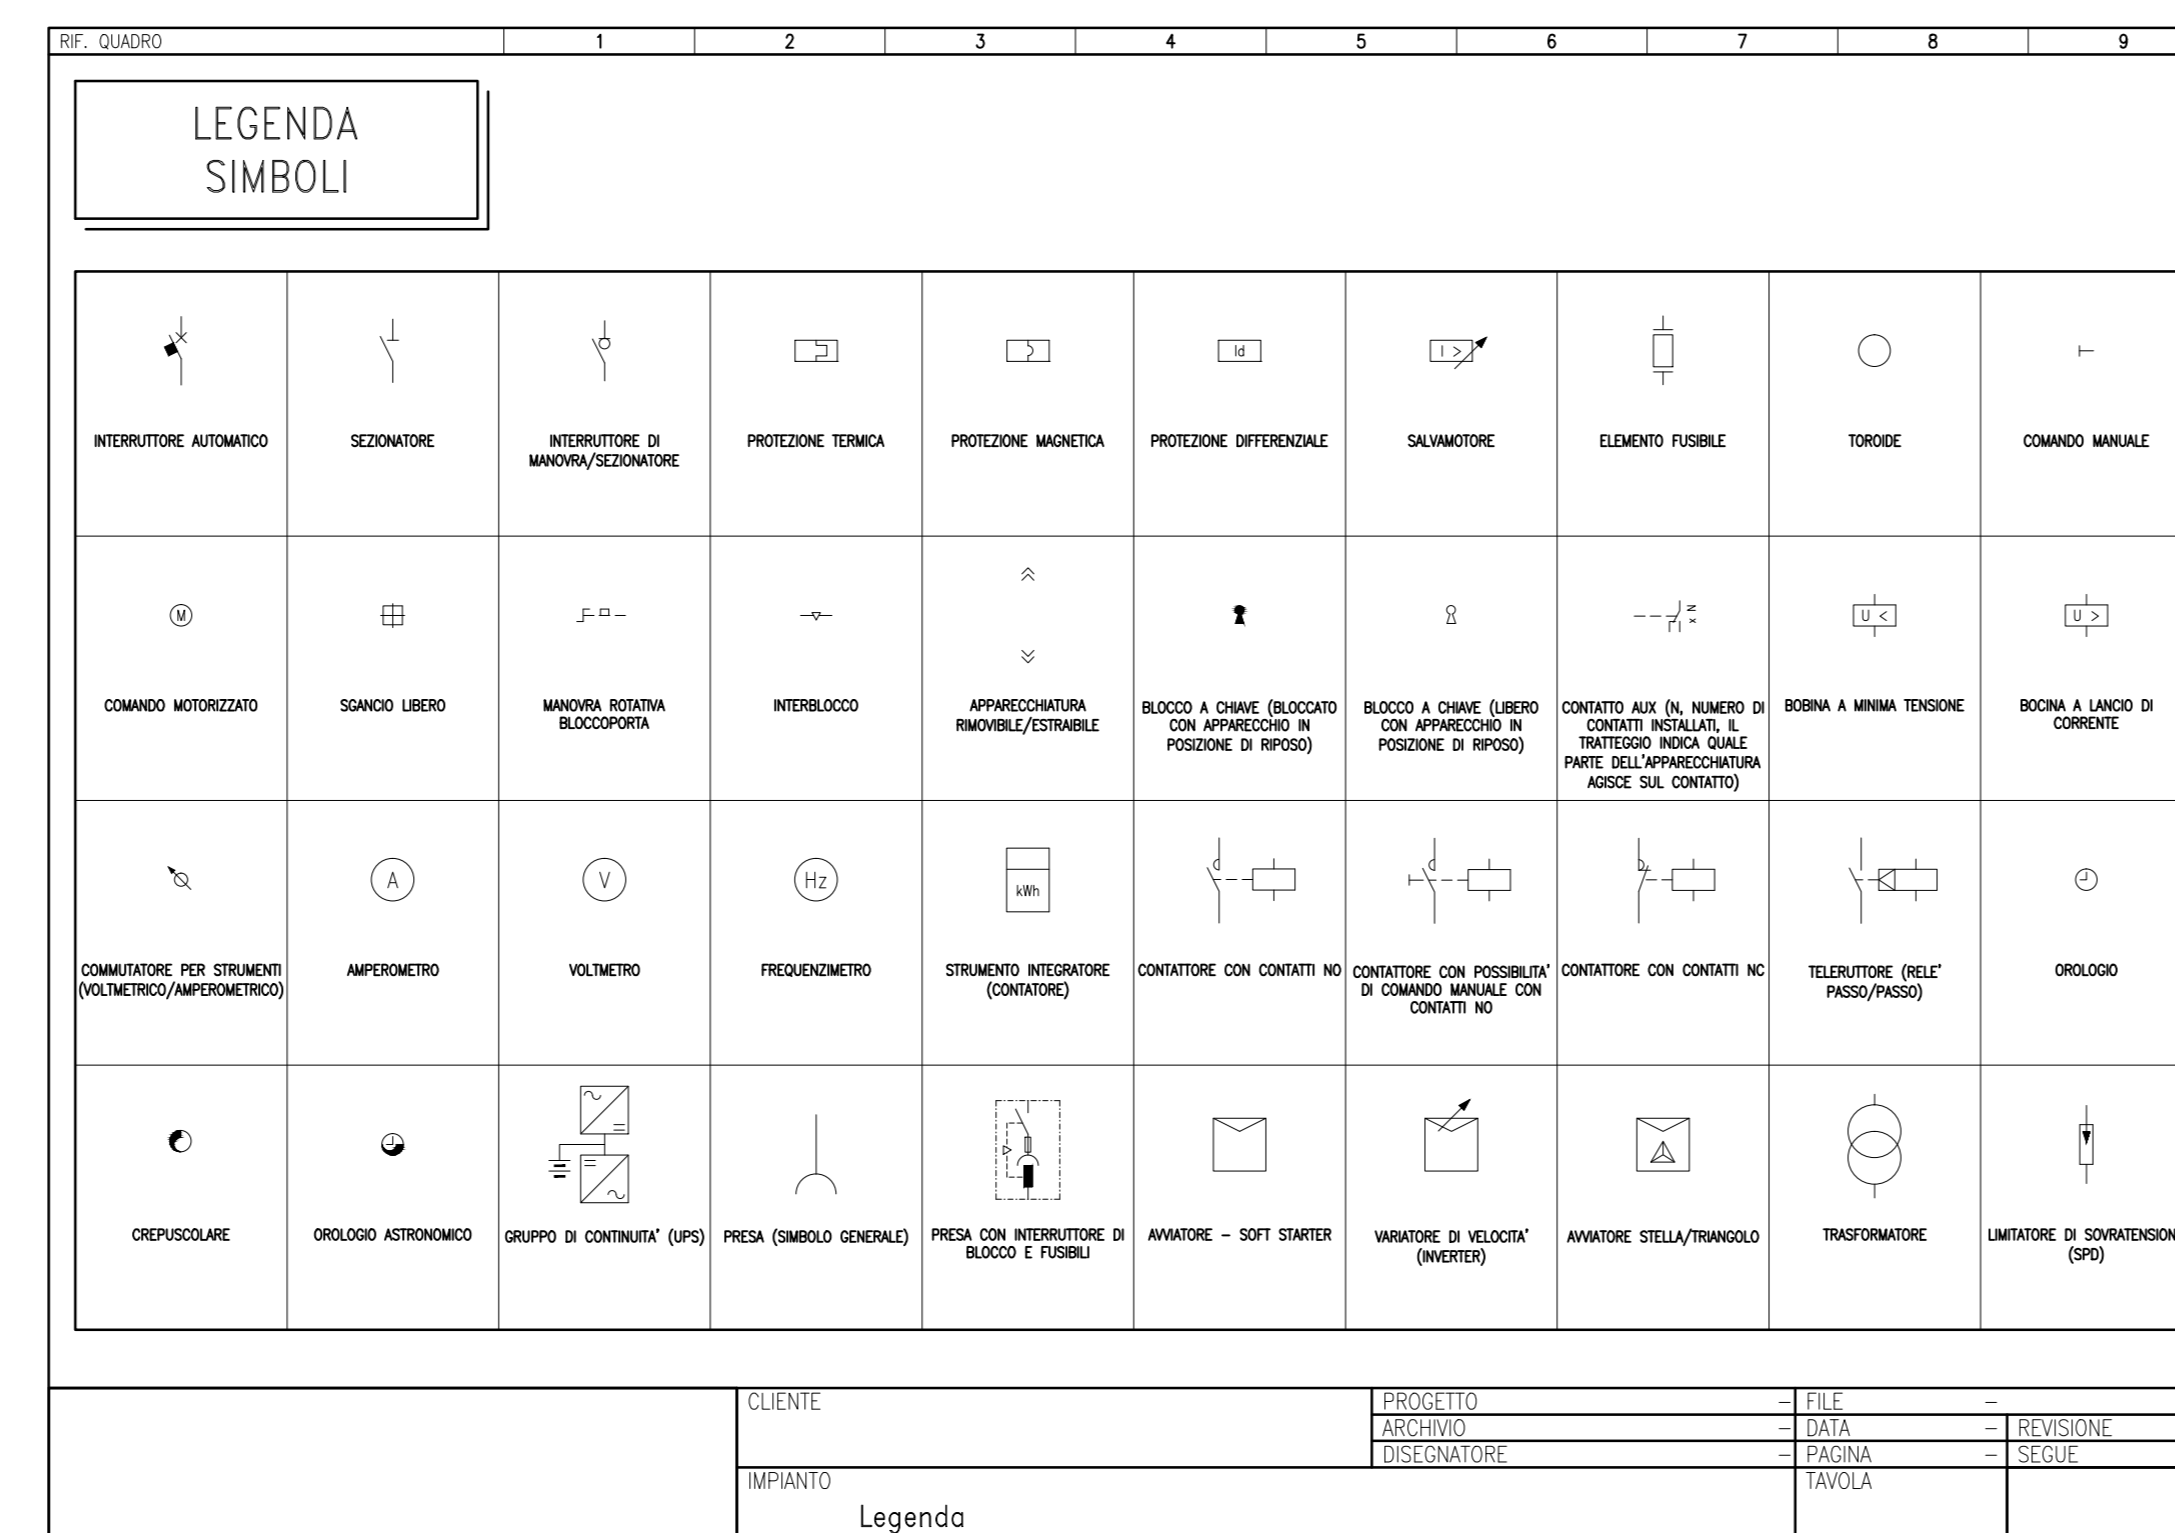 RIF. QUADRO 1 2 3 4 5 6 7 8 9
LEGENDA
SIMBOLI
Id
I >
INTERRUTTORE AUTOMATICO
SEZIONATORE
INTERRUTTORE DI
MANOVRA/SEZIONATORE
PROTEZIONE TERMICA
PROTEZIONE MAGNETICA
PROTEZIONE DIFFERENZIALE
SALVAMOTORE
ELEMENTO FUSIBILE
TOROIDE
COMANDO MANUALE
M
N
x
U <
U >
COMANDO MOTORIZZATO
SGANCIO LIBERO
MANOVRA ROTATIVA
BLOCCOPORTA
INTERBLOCCO
APPARECCHIATURA
RIMOVIBILE/ESTRAIBILE
BLOCCO A CHIAVE (BLOCCATO
CON APPARECCHIO IN
POSIZIONE DI RIPOSO)
BLOCCO A CHIAVE (LIBERO
CON APPARECCHIO IN
POSIZIONE DI RIPOSO)
CONTATTO AUX (N, NUMERO DI
CONTATTI INSTALLATI, IL
TRATTEGGIO INDICA QUALE
PARTE DELL'APPARECCHIATURA
AGISCE SUL CONTATTO)
BOBINA A MINIMA TENSIONE
BOCINA A LANCIO DI
CORRENTE
A
V
Hz
kWh
COMMUTATORE PER STRUMENTI
(VOLTMETRICO/AMPEROMETRICO)
AMPEROMETRO
VOLTMETRO
FREQUENZIMETRO
STRUMENTO INTEGRATORE
(CONTATORE)
CONTATTORE CON CONTATTI NO
CONTATTORE CON POSSIBILITA'
DI COMANDO MANUALE CON
CONTATTI NO
CONTATTORE CON CONTATTI NC
TELERUTTORE (RELE'
PASSO/PASSO)
OROLOGIO
CREPUSCOLARE
OROLOGIO ASTRONOMICO
GRUPPO DI CONTINUITA' (UPS)
PRESA (SIMBOLO GENERALE)
PRESA CON INTERRUTTORE DI
BLOCCO E FUSIBILI
AVVIATORE – SOFT STARTER
VARIATORE DI VELOCITA'
(INVERTER)
AVVIATORE STELLA/TRIANGOLO
TRASFORMATORE
LIMITATORE DI SOVRATENSION
(SPD)
CLIENTE
PROGETTO –
FILE –
ARCHIVIO –
DATA –
REVISIONE
DISEGNATORE –
PAGINA –
SEGUE
IMPIANTO
TAVOLA
Legenda